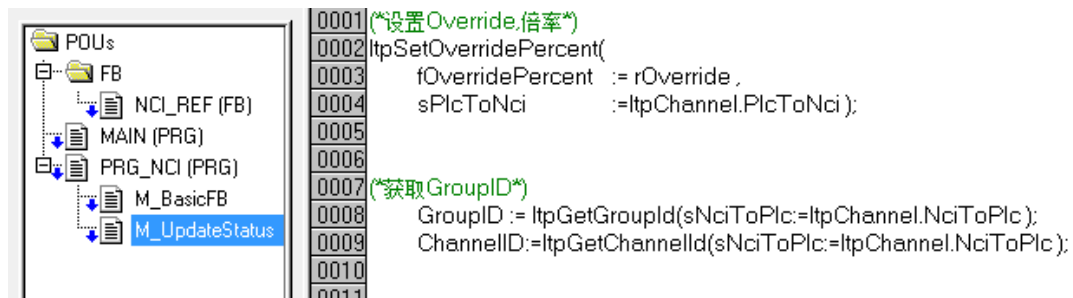 POUs
FB
NCI_REF (FB)
MAIN (PRG)
PRG_NCI (PRG)
M_BasicFB
M_UpdateStatus
0001 (*设置Override,倍率*)
0002 ItpSetOverridePercent(
0003 fOverridePercent := rOverride ,
0004 sPlcToNci :=ItpChannel.PlcToNci );
0005
0006
0007 (*获取GroupID*)
0008 GroupID := ItpGetGroupId(sNciToPlc:=ItpChannel.NciToPlc );
0009 ChannelID:=ItpGetChannelId(sNciToPlc:=ItpChannel.NciToPlc );
0010
0011